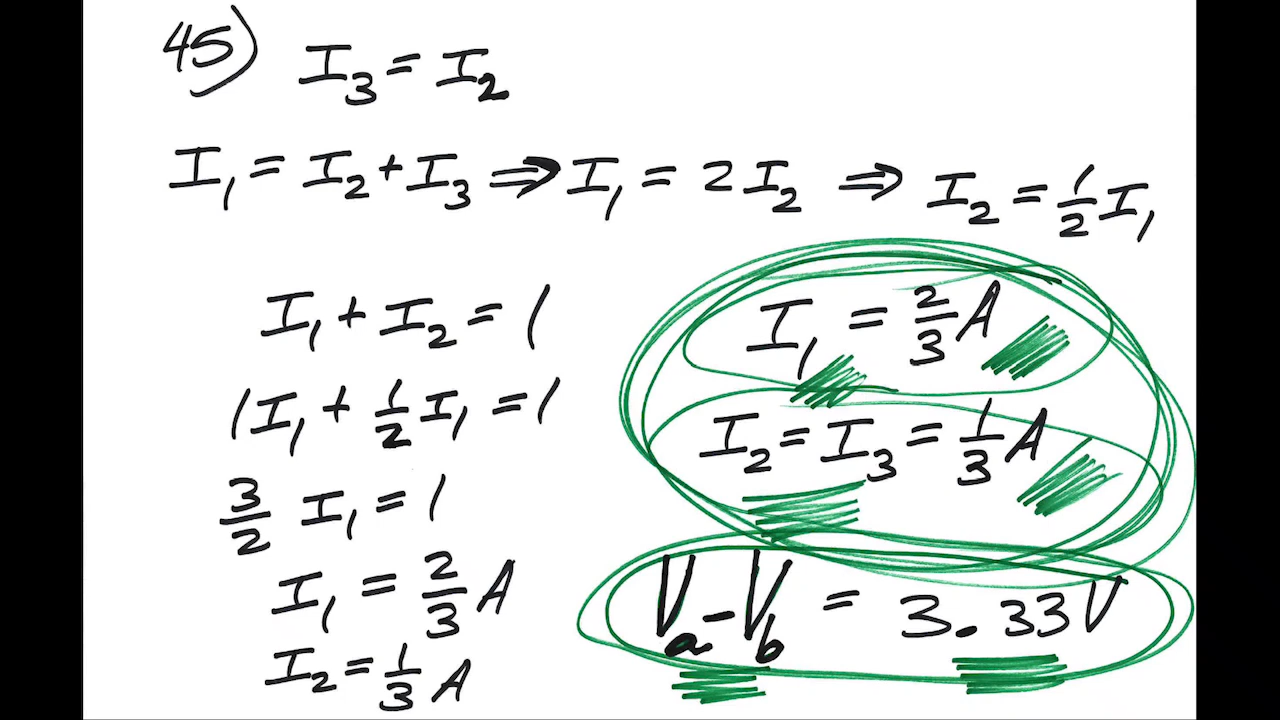 45) I₃ = I₂
I₁ = I₂ + I₃ ⇒ I₁ = 2I₂ ⇒ I₂ = 1/2 I₁
I₁ + I₂ = 1
1I₁ + 1/2 I₁ = 1
3/2 I₁ = 1
I₁ = 2/3 A
I₂ = 1/3 A
I₁ = 2/3 A
I₂ = I₃ = 1/3 A
Vₐ - V_b = 3.33V